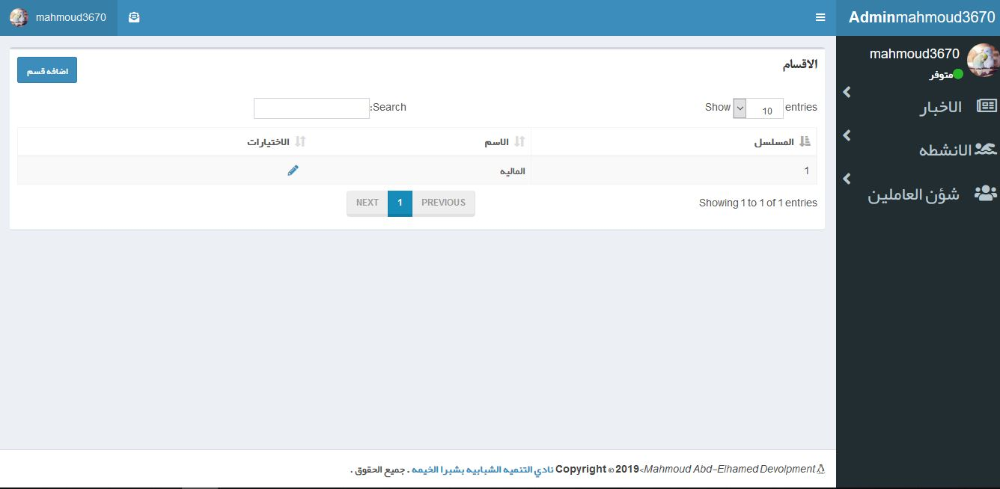 Adminmahmoud3670
mahmoud3670
mahmoud3670
متوفر
الاخبار
الانشطه
شؤن العاملين
الاقسام
اضافه قسم
Show 10 entries
Search:
المسلسل الاسم الاختيارات
1 الماليه
Showing 1 to 1 of 1 entries
PREVIOUS 1 NEXT
Mahmoud Abd-Elhamed Devolpment> Copyright © 2019 نادي التنميه الشبابيه بشبرا الخيمه . جميع الحقوق .